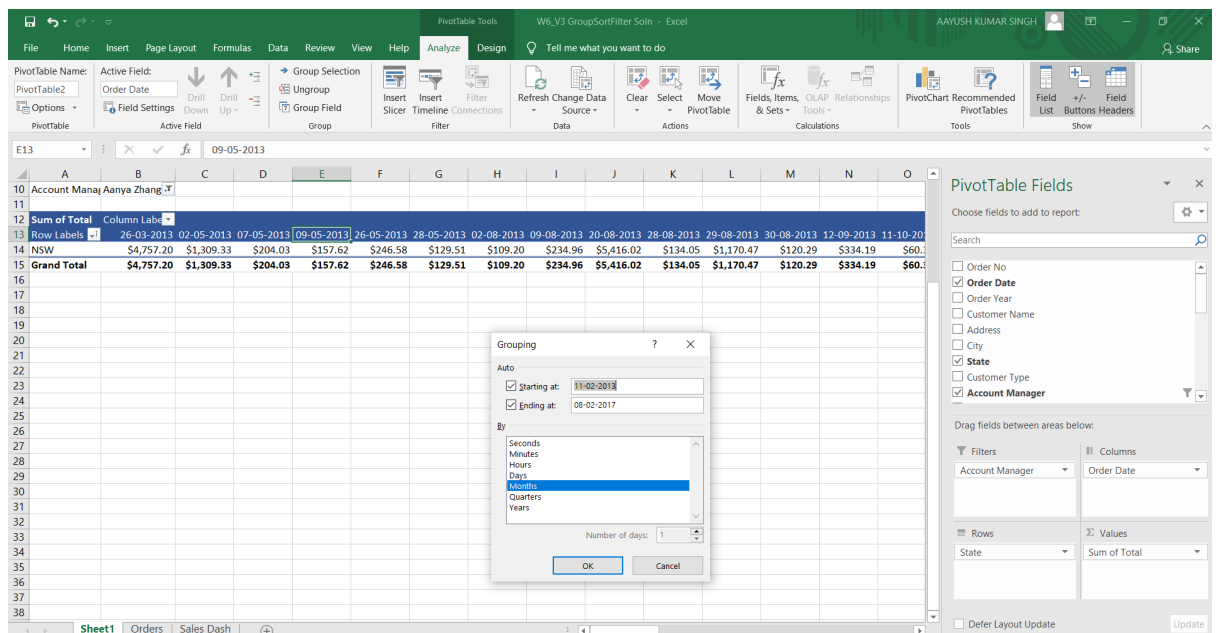 PivotTable Tools W6_V3 GroupSortFilter Soln - Excel AAYUSH KUMAR SINGH
File Home Insert Page Layout Formulas Data Review View Help Analyze Design Tell me what you want to do Share
PivotTable Name:
PivotTable2
Options
PivotTable
Active Field:
Order Date
Field Settings
Drill Down
Drill Up
Active Field
Group Selection
Ungroup
Group Field
Group
Insert Slicer
Insert Timeline
Filter Connections
Filter
Refresh
Change Data Source
Data
Clear
Select
Move PivotTable
Actions
Fields, Items, & Sets
OLAP Tools
Relationships
Calculations
PivotChart
Recommended PivotTables
Tools
Field List
+/- Buttons
Field Headers
Show
E13 fx 09-05-2013
A B C D E F G H I J K L M N O
10 Account Manag Aanya Zhang
11
12 Sum of Total Column Labe
13 Row Labels 26-03-2013 02-05-2013 07-05-2013 09-05-2013 26-05-2013 28-05-2013 02-08-2013 09-08-2013 20-08-2013 28-08-2013 29-08-2013 30-08-2013 12-09-2013 11-10-20
14 NSW $4,757.20 $1,309.33 $204.03 $157.62 $246.58 $129.51 $109.20 $234.96 $5,416.02 $134.05 $1,170.47 $120.29 $334.19 $60.
15 Grand Total $4,757.20 $1,309.33 $204.03 $157.62 $246.58 $129.51 $109.20 $234.96 $5,416.02 $134.05 $1,170.47 $120.29 $334.19 $60.
16
17
18
19
20
21
22
23
24
25
26
27
28
29
30
31
32
33
34
35
36
37
38
Grouping ? ×
Auto
Starting at: 11-02-2013
Ending at: 08-02-2017
By
Seconds
Minutes
Hours
Days
Months
Quarters
Years
Number of days: 1
OK Cancel
PivotTable Fields
Choose fields to add to report:
Search
Order No
Order Date
Order Year
Customer Name
Address
City
State
Customer Type
Account Manager
Drag fields between areas below:
Filters
Account Manager
Columns
Order Date
Rows
State
Values
Sum of Total
Defer Layout Update Update
Sheet1 Orders Sales Dash